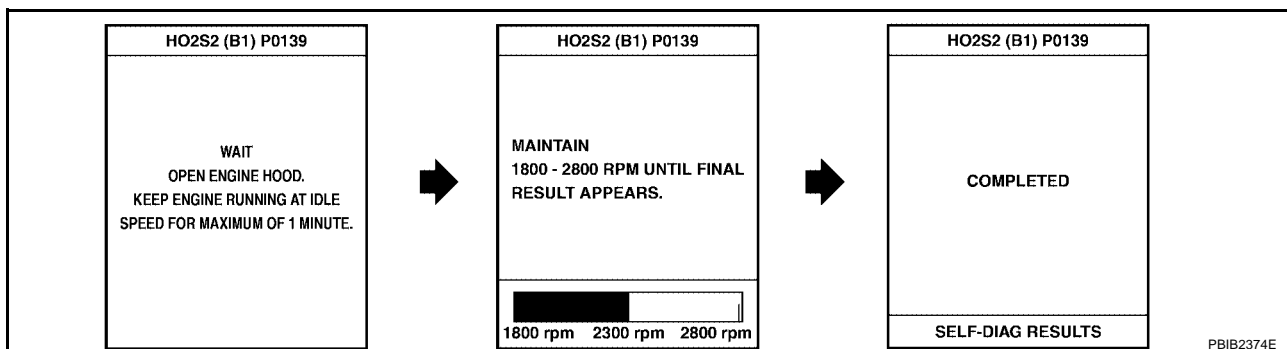 HO2S2 (B1) P0139
WAIT
OPEN ENGINE HOOD.
KEEP ENGINE RUNNING AT IDLE
SPEED FOR MAXIMUM OF 1 MINUTE.
HO2S2 (B1) P0139
MAINTAIN
1800 - 2800 RPM UNTIL FINAL
RESULT APPEARS.
1800 rpm 2300 rpm 2800 rpm
HO2S2 (B1) P0139
COMPLETED
SELF-DIAG RESULTS
PBIB2374E